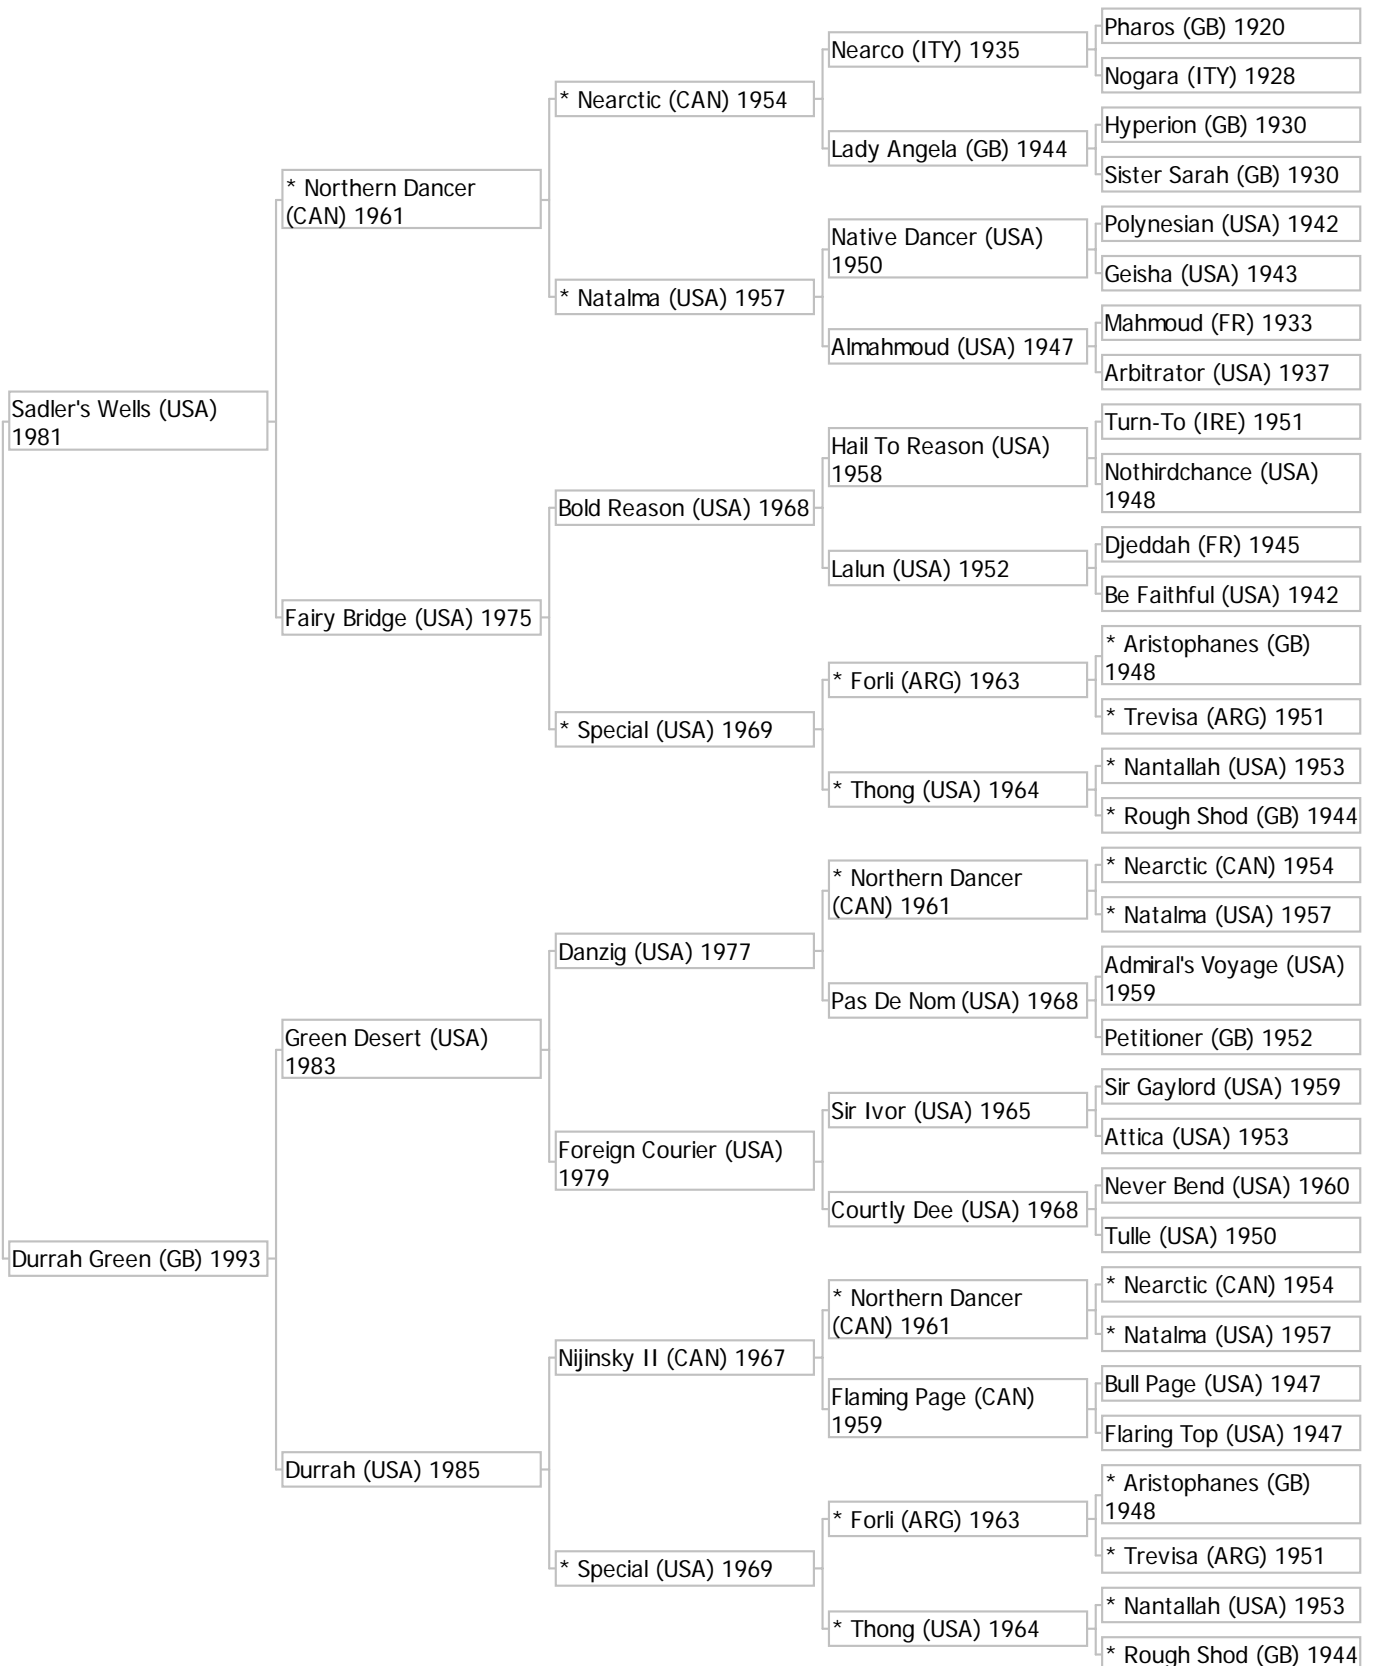 Pharos (GB) 1920
Nearco (ITY) 1935
Nogara (ITY) 1928
* Nearctic (CAN) 1954
Hyperion (GB) 1930
Lady Angela (GB) 1944
Sister Sarah (GB) 1930
* Northern Dancer
(CAN) 1961
Polynesian (USA) 1942
Native Dancer (USA)
1950
Geisha (USA) 1943
* Natalma (USA) 1957
Mahmoud (FR) 1933
Almahmoud (USA) 1947
Arbitrator (USA) 1937
Sadler's Wells (USA)
1981
Turn-To (IRE) 1951
Hail To Reason (USA)
1958
Nothirdchance (USA)
1948
Bold Reason (USA) 1968
Djeddah (FR) 1945
Lalun (USA) 1952
Be Faithful (USA) 1942
Fairy Bridge (USA) 1975
* Aristophanes (GB)
1948
* Forli (ARG) 1963
* Trevisa (ARG) 1951
* Special (USA) 1969
* Nantallah (USA) 1953
* Thong (USA) 1964
* Rough Shod (GB) 1944
* Nearctic (CAN) 1954
* Northern Dancer
(CAN) 1961
* Natalma (USA) 1957
Danzig (USA) 1977
Admiral's Voyage (USA)
1959
Pas De Nom (USA) 1968
Petitioner (GB) 1952
Green Desert (USA)
1983
Sir Gaylord (USA) 1959
Sir Ivor (USA) 1965
Attica (USA) 1953
Foreign Courier (USA)
1979
Never Bend (USA) 1960
Courtly Dee (USA) 1968
Tulle (USA) 1950
Durrah Green (GB) 1993
* Nearctic (CAN) 1954
* Northern Dancer
(CAN) 1961
* Natalma (USA) 1957
Nijinsky II (CAN) 1967
Bull Page (USA) 1947
Flaming Page (CAN)
1959
Flaring Top (USA) 1947
Durrah (USA) 1985
* Aristophanes (GB)
1948
* Forli (ARG) 1963
* Trevisa (ARG) 1951
* Special (USA) 1969
* Nantallah (USA) 1953
* Thong (USA) 1964
* Rough Shod (GB) 1944